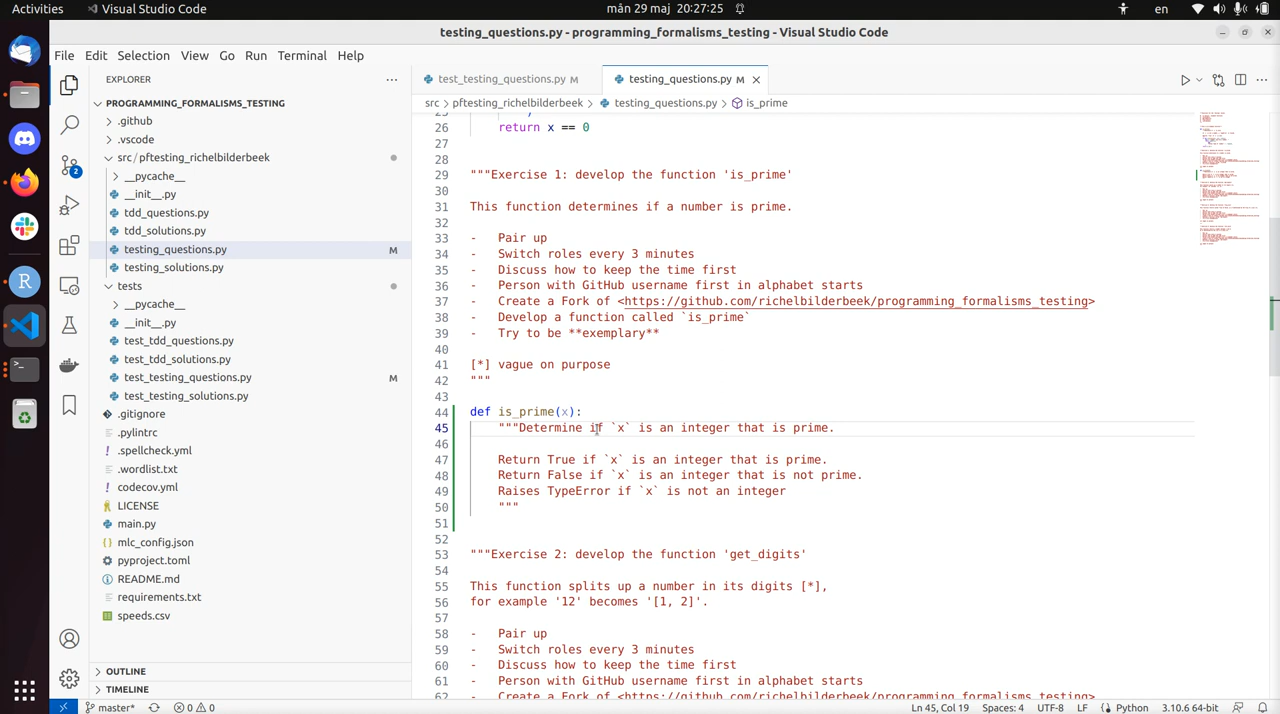 Activities
Visual Studio Code
mån 29 maj 20:27:25
en
testing_questions.py - programming_formalisms_testing - Visual Studio Code
File Edit Selection View Go Run Terminal Help
EXPLORER
PROGRAMMING_FORMALISMS_TESTING
.github
.vscode
src / pftesting_richelbilderbeek
__pycache__
__init__.py
tdd_questions.py
tdd_solutions.py
testing_questions.py M
testing_solutions.py
tests
__pycache__
__init__.py
test_tdd_questions.py
test_tdd_solutions.py
test_testing_questions.py M
test_testing_solutions.py
.gitignore
.pylintrc
.spellcheck.yml
.wordlist.txt
codecov.yml
LICENSE
main.py
mlc_config.json
pyproject.toml
README.md
requirements.txt
speeds.csv
OUTLINE
TIMELINE
2
test_testing_questions.py M
testing_questions.py M
src > pftesting_richelbilderbeek > testing_questions.py > is_prime
26 return x == 0
27
28
29 """Exercise 1: develop the function 'is_prime'
30
31 This function determines if a number is prime.
32
33 - Pair up
34 - Switch roles every 3 minutes
35 - Discuss how to keep the time first
36 - Person with GitHub username first in alphabet starts
37 - Create a Fork of <https://github.com/richelbilderbeek/programming_formalisms_testing>
38 - Develop a function called `is_prime`
39 - Try to be **exemplary**
40
41 [*] vague on purpose
42 """
43
44 def is_prime(x):
45 """Determine if `x` is an integer that is prime.
46
47 Return True if `x` is an integer that is prime.
48 Return False if `x` is an integer that is not prime.
49 Raises TypeError if `x` is not an integer
50 """
51
52
53 """Exercise 2: develop the function 'get_digits'
54
55 This function splits up a number in its digits [*],
56 for example '12' becomes '[1, 2]'.
57
58 - Pair up
59 - Switch roles every 3 minutes
60 - Discuss how to keep the time first
61 - Person with GitHub username first in alphabet starts
62 - Create a Fork of <https://github.com/richelbilderbeek/programming_formalisms_testing>
master* 0 0 Ln 45, Col 19 Spaces: 4 UTF-8 LF Python 3.10.6 64-bit